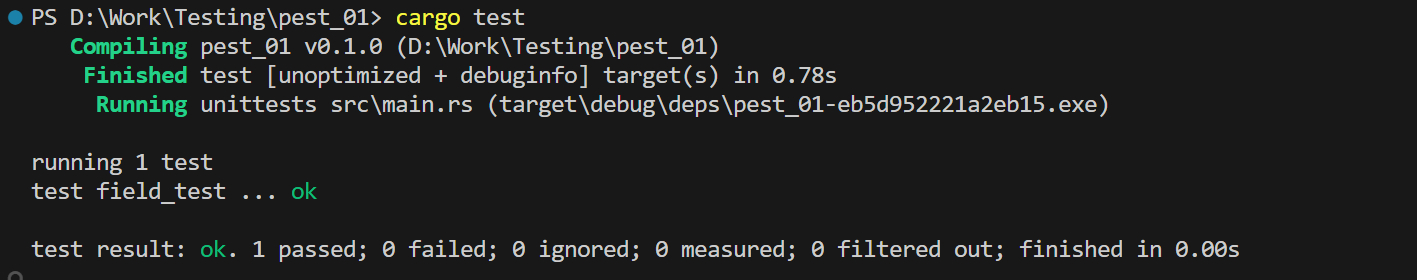 PS D:\Work\Testing\pest_01> cargo test
Compiling pest_01 v0.1.0 (D:\Work\Testing\pest_01)
Finished test [unoptimized + debuginfo] target(s) in 0.78s
Running unittests src\main.rs (target\debug\deps\pest_01-eb5d952221a2eb15.exe)
running 1 test
test field_test ... ok
test result: ok. 1 passed; 0 failed; 0 ignored; 0 measured; 0 filtered out; finished in 0.00s